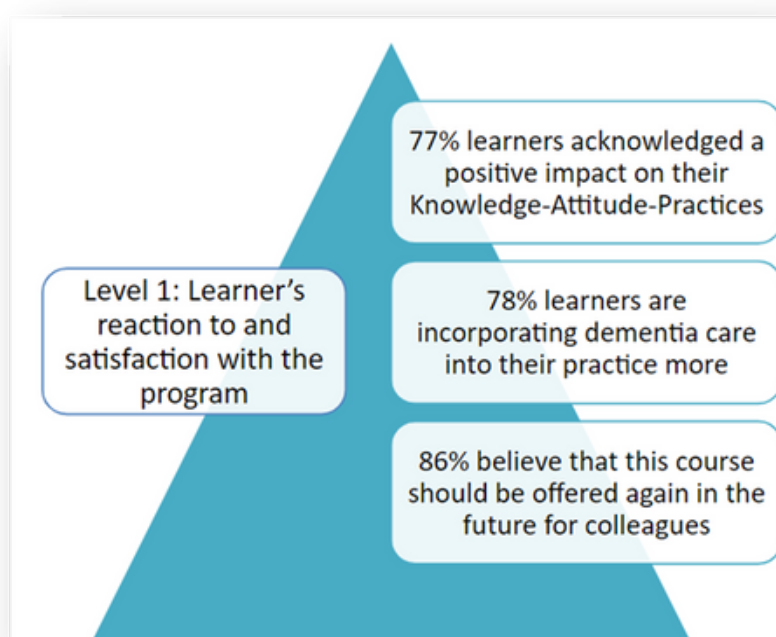 Level 1: Learner's
reaction to and
satisfaction with the
program
77% learners acknowledged a
positive impact on their
Knowledge-Attitude-Practices
78% learners are
incorporating dementia care
into their practice more
86% believe that this course
should be offered again in the
future for colleagues